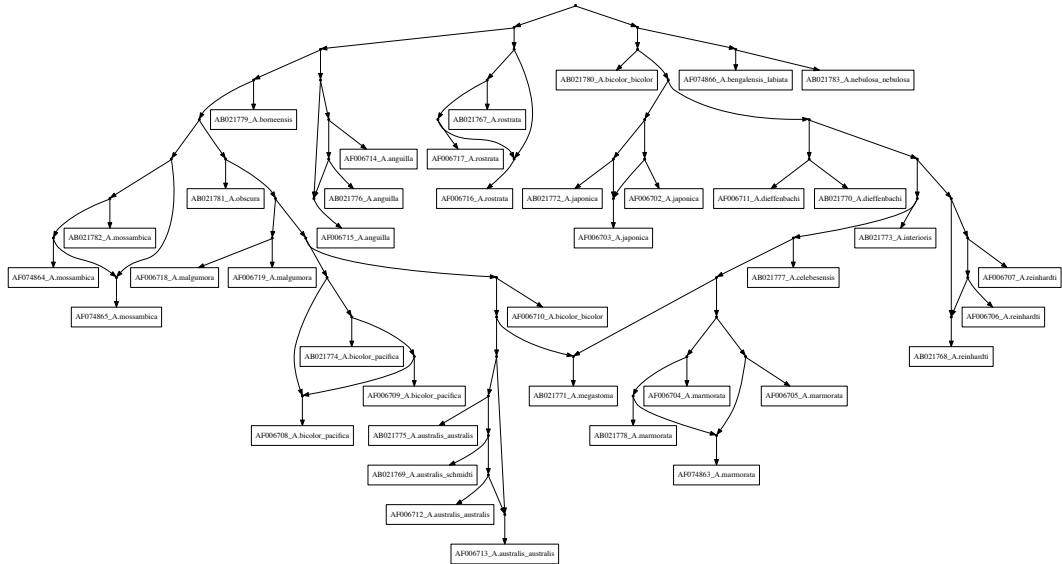 AB021780_A.bicolor_bicolor
AF074866_A.bengalensis_labiata
AB021783_A.nebulosa_nebulosa
AB021779_A.borneensis
AB021767_A.rostrata
AF006714_A.anguilla
AF006717_A.rostrata
AB021781_A.obscura
AB021776_A.anguilla
AF006716_A.rostrata
AB021772_A.japonica
AF006702_A.japonica
AF006711_A.dieffenbachi
AB021770_A.dieffenbachi
AB021782_A.mossambica
AF006715_A.anguilla
AF006703_A.japonica
AB021773_A.interioris
AF074864_A.mossambica
AF006718_A.malgumora
AF006719_A.malgumora
AB021777_A.celebesensis
AF006707_A.reinhardti
AF074865_A.mossambica
AF006710_A.bicolor_bicolor
AF006706_A.reinhardti
AB021774_A.bicolor_pacifica
AB021768_A.reinhardti
AF006709_A.bicolor_pacifica
AB021771_A.megastoma
AF006704_A.marmorata
AF006705_A.marmorata
AF006708_A.bicolor_pacifica
AB021775_A.australis_australis
AB021778_A.marmorata
AB021769_A.australis_schmidti
AF074863_A.marmorata
AF006712_A.australis_australis
AF006713_A.australis_australis